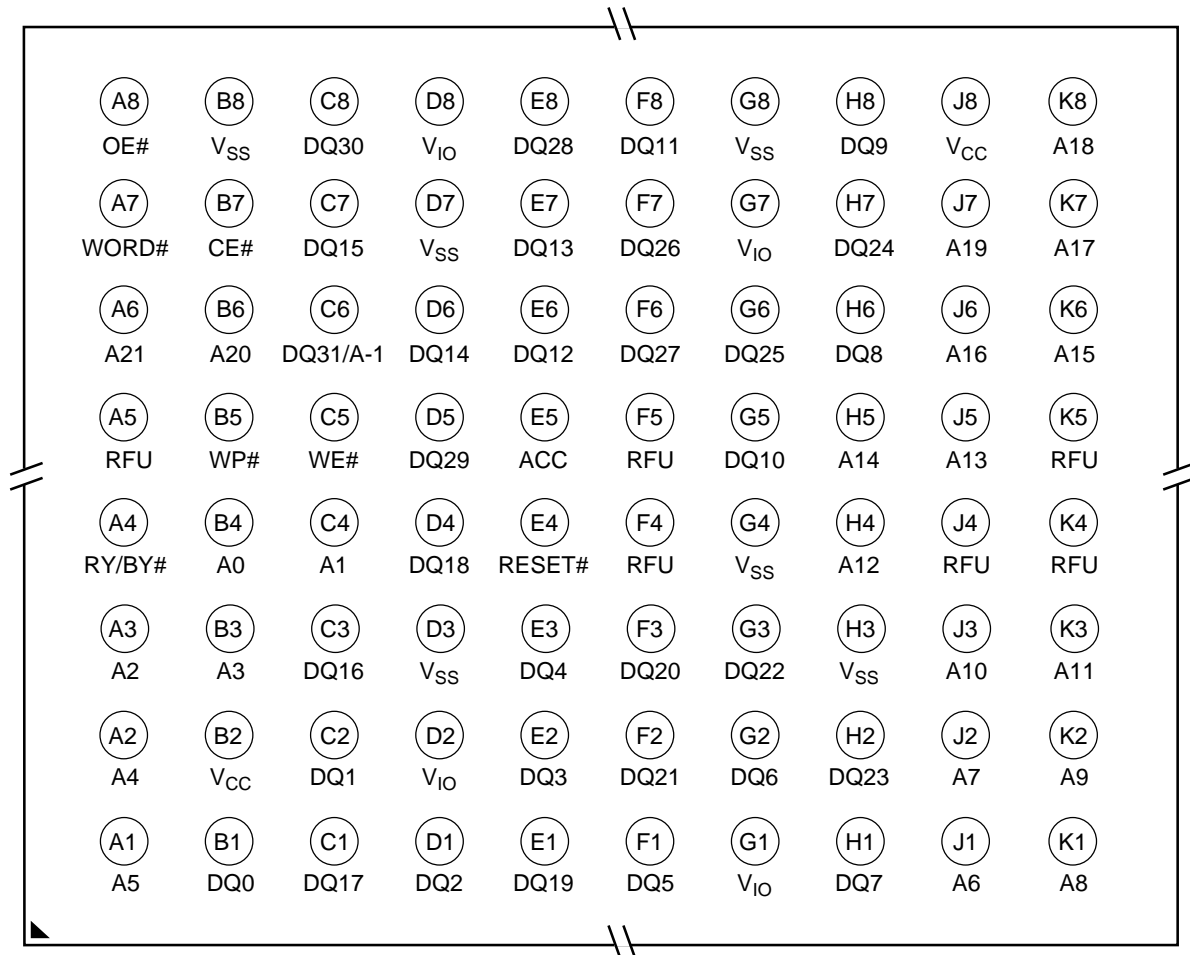 A8 B8 C8 D8 E8 F8 G8 H8 J8 K8
OE# VSS DQ30 VIO DQ28 DQ11 VSS DQ9 VCC A18
A7 B7 C7 D7 E7 F7 G7 H7 J7 K7
WORD# CE# DQ15 VSS DQ13 DQ26 VIO DQ24 A19 A17
A6 B6 C6 D6 E6 F6 G6 H6 J6 K6
A21 A20 DQ31/A-1 DQ14 DQ12 DQ27 DQ25 DQ8 A16 A15
A5 B5 C5 D5 E5 F5 G5 H5 J5 K5
RFU WP# WE# DQ29 ACC RFU DQ10 A14 A13 RFU
A4 B4 C4 D4 E4 F4 G4 H4 J4 K4
RY/BY# A0 A1 DQ18 RESET# RFU VSS A12 RFU RFU
A3 B3 C3 D3 E3 F3 G3 H3 J3 K3
A2 A3 DQ16 VSS DQ4 DQ20 DQ22 VSS A10 A11
A2 B2 C2 D2 E2 F2 G2 H2 J2 K2
A4 VCC DQ1 VIO DQ3 DQ21 DQ6 DQ23 A7 A9
A1 B1 C1 D1 E1 F1 G1 H1 J1 K1
A5 DQ0 DQ17 DQ2 DQ19 DQ5 VIO DQ7 A6 A8